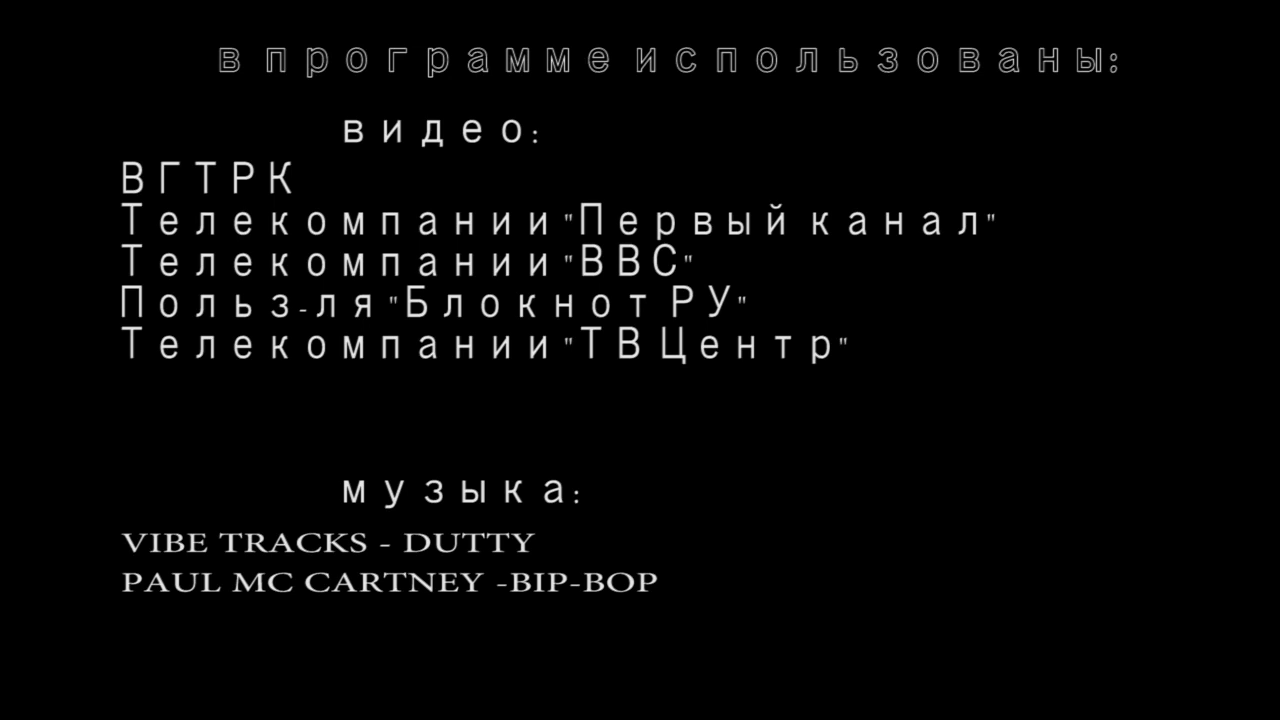 в программе использованы:
видео:
ВГТРК
Телекомпании "Первый канал"
Телекомпании "ВВС"
Польз-ля "Блокнот РУ"
Телекомпании "ТВ Центр"
музыка:
VIBE TRACKS - DUTTY
PAUL MC CARTNEY -BIP-BOP